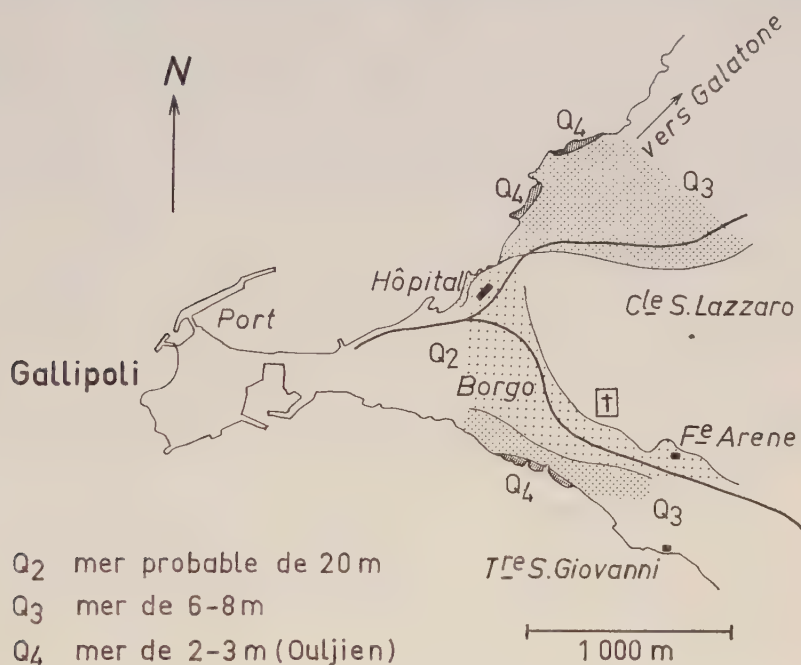 N
Q4
vers Galatone
Q4
Q3
Hôpital
Port
Cle S. Lazzaro
Gallipoli
Q2
Borgo
†
Fe Arene
Q4
Q3
Tre S. Giovanni
Q2 mer probable de 20 m
Q3 mer de 6-8 m
Q4 mer de 2-3 m (Ouljien)
1 000 m